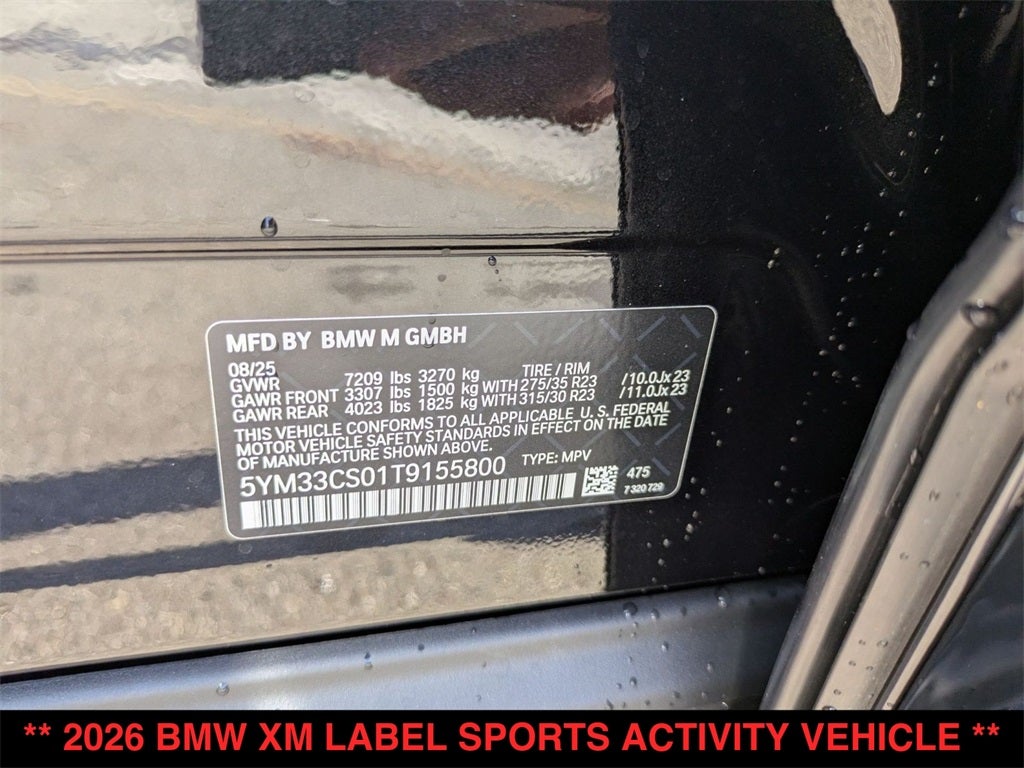 MFD BY BMW M GMBH
08/25
GVWR 7209 lbs 3270 kg TIRE / RIM
GAWR FRONT 3307 lbs 1500 kg WITH 275/35 R23 /10.0Jx23
GAWR REAR 4023 lbs 1825 kg WITH 315/30 R23 /11.0Jx23
THIS VEHICLE CONFORMS TO ALL APPLICABLE U.S. FEDERAL
MOTOR VEHICLE SAFETY STANDARDS IN EFFECT ON THE DATE
OF MANUFACTURE SHOWN ABOVE.
5YM33CS01T9155800 TYPE: MPV
475
7 320 729
** 2026 BMW XM LABEL SPORTS ACTIVITY VEHICLE **